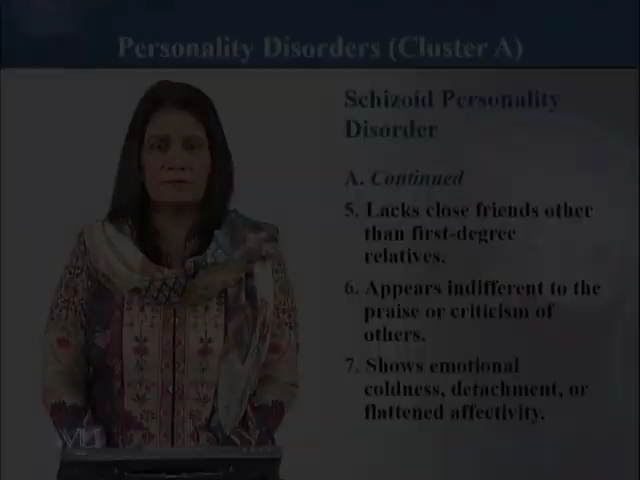 Personality Disorders (Cluster A)
Schizoid Personality
Disorder
A. Continued
5. Lacks close friends other
than first-degree
relatives.
6. Appears indifferent to the
praise or criticism of
others.
7. Shows emotional
coldness, detachment, or
flattened affectivity.